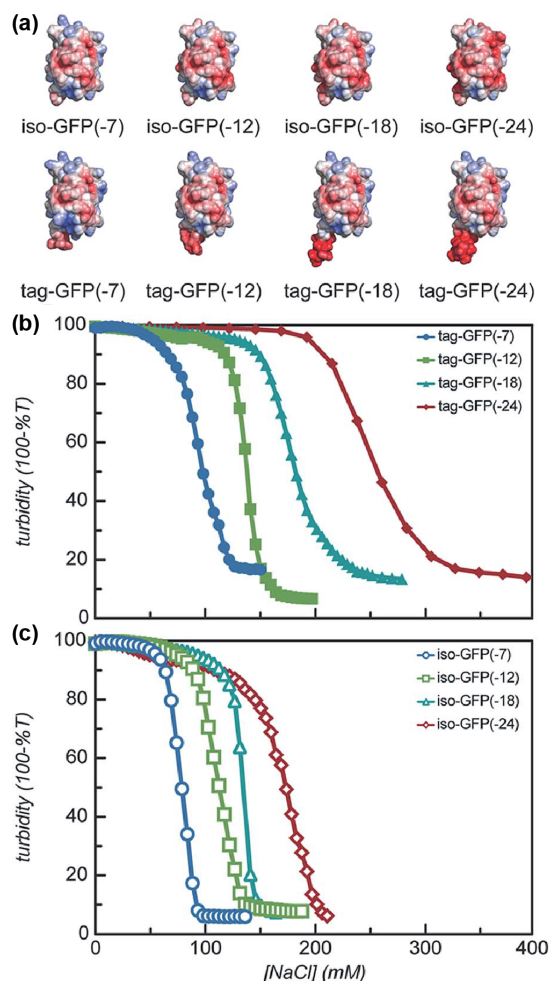 (a)
iso-GFP(-7) iso-GFP(-12) iso-GFP(-18) iso-GFP(-24)
tag-GFP(-7) tag-GFP(-12) tag-GFP(-18) tag-GFP(-24)
(b)
100
80
60
40
20
0
turbidity (100-%T)
tag-GFP(-7)
tag-GFP(-12)
tag-GFP(-18)
tag-GFP(-24)
(c)
100
80
60
40
20
0
turbidity (100-%T)
iso-GFP(-7)
iso-GFP(-12)
iso-GFP(-18)
iso-GFP(-24)
0 100 200 300 400
[NaCl] (mM)